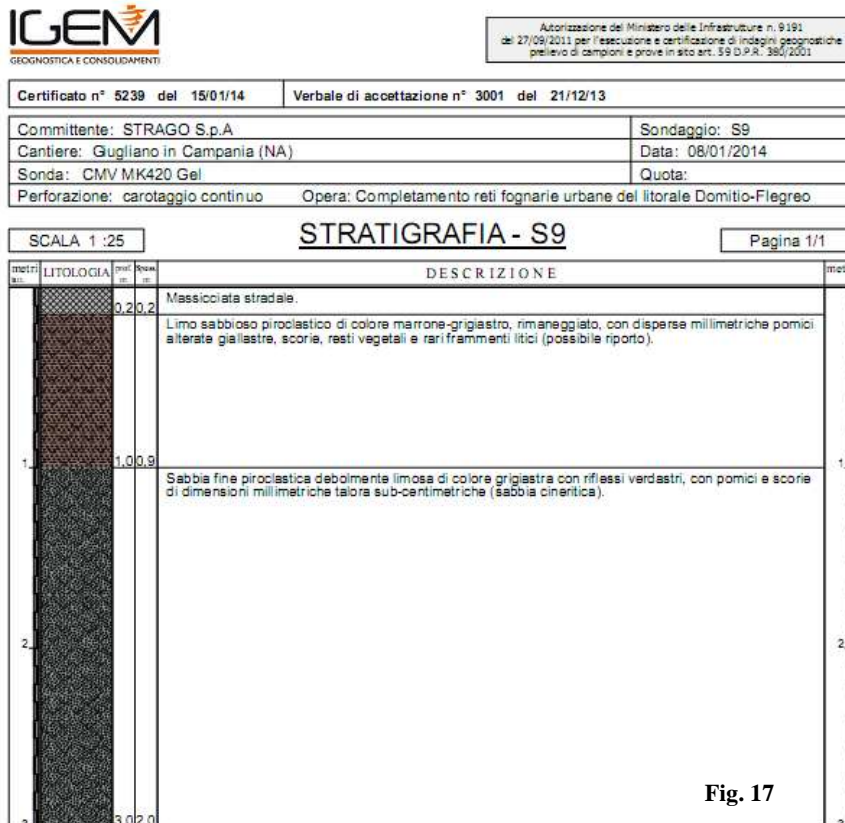 IGEM
GEOGNOSTICA E CONSOLIDAMENTI
Autorizzazione del Ministero delle Infrastrutture n. 9191
del 27/09/2011 per l'esecuzione e certificazione di indagini geognostiche
prelievo di campioni e prove in sito art. 59 D.P.R. 380/2001
Certificato n° 5239 del 15/01/14 Verbale di accettazione n° 3001 del 21/12/13
Committente: STRAGO S.p.A Sondaggio: S9
Cantiere: Giugliano in Campania (NA) Data: 08/01/2014
Sonda: CMV MK420 Gel Quota:
Perforazione: carotaggio continuo Opera: Completamento reti fognarie urbane del litorale Domitio-Flegreo
SCALA 1 :25 STRATIGRAFIA - S9 Pagina 1/1
metri LITOLOGIA prof. Spess. DESCRIZIONE
Massicciata stradale.
0,2 0,2
Limo sabbioso piroclastico di colore marrone-grigiastro, rimaneggiato, con disperse millimetriche pomici
alterate giallastre, scorie, resti vegetali e rari frammenti litici (possibile riporto).
1 1,0 0,9
Sabbia fine piroclastica debolmente limosa di colore grigiastra con riflessi verdastri, con pomici e scorie
di dimensioni millimetriche talora sub-centimetriche (sabbia cineritica).
2 2
Fig. 17
3,0 2,0